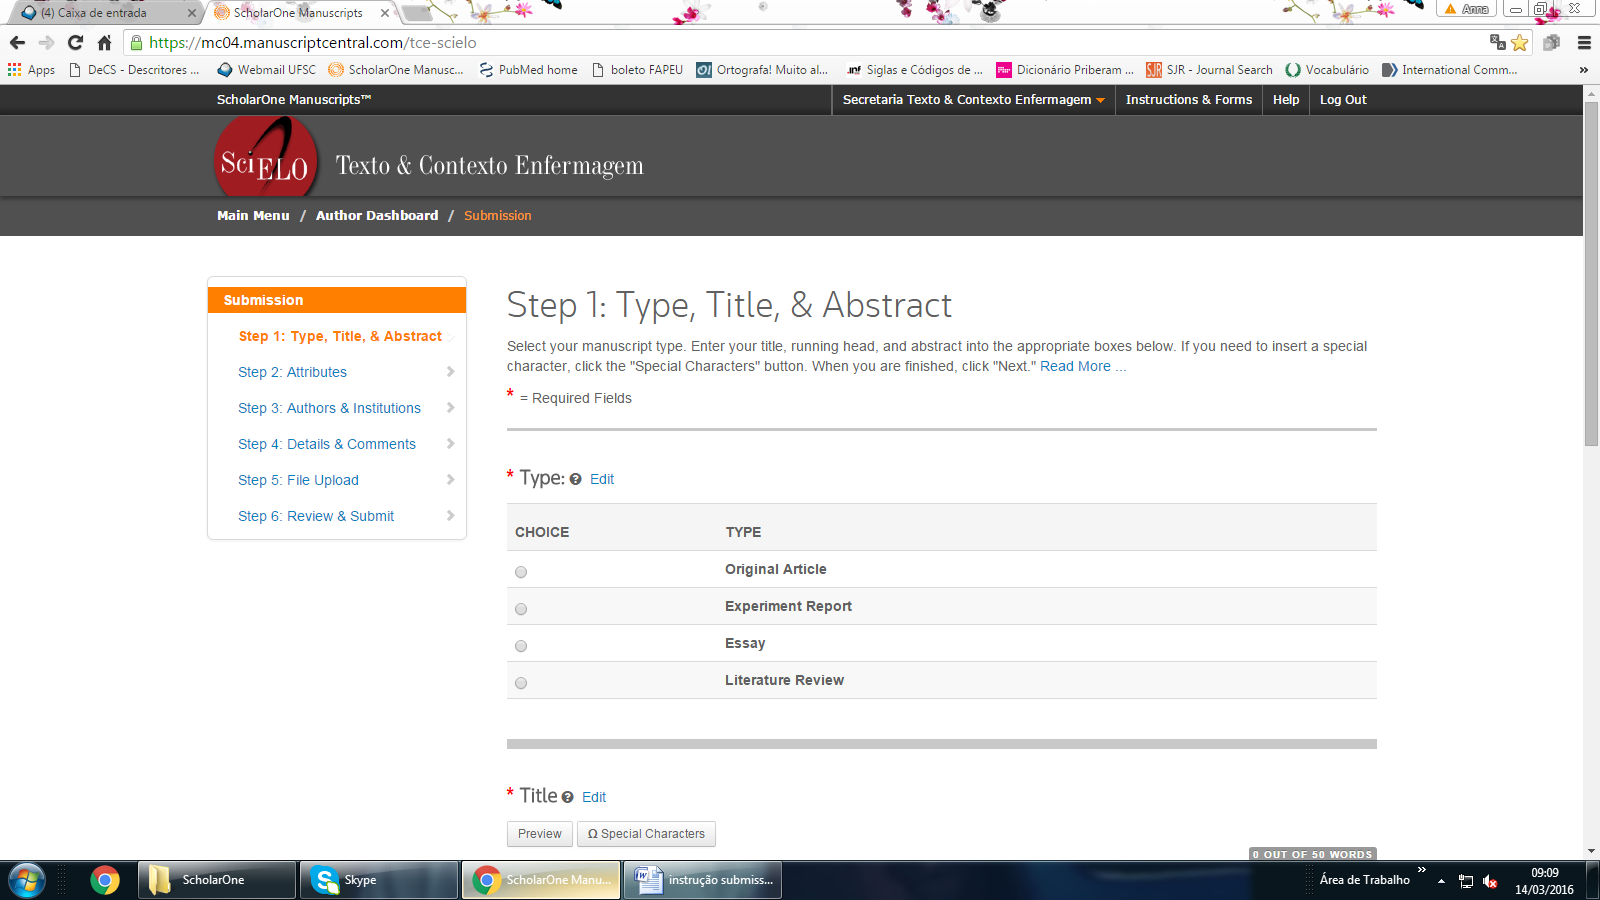 (4) Caixa de entrada
ScholarOne Manuscripts
Anna
https://mc04.manuscriptcentral.com/tce-scielo
Apps
DeCS - Descritores ...
Webmail UFSC
ScholarOne Manusc...
PubMed home
boleto FAPEU
Ortografa! Muito al...
Siglas e Códigos de ...
Dicionário Priberam ...
SJR - Journal Search
Vocabulário
International Comm...
»
ScholarOne Manuscripts™
Secretaria Texto & Contexto Enfermagem
Instructions & Forms
Help
Log Out
SciELO
Texto & Contexto Enfermagem
Main Menu / Author Dashboard / Submission
Submission
Step 1: Type, Title, & Abstract
Step 2: Attributes
Step 3: Authors & Institutions
Step 4: Details & Comments
Step 5: File Upload
Step 6: Review & Submit
Step 1: Type, Title, & Abstract
Select your manuscript type. Enter your title, running head, and abstract into the appropriate boxes below. If you need to insert a special
character, click the "Special Characters" button. When you are finished, click "Next." Read More ...
* = Required Fields
* Type: Edit
CHOICE TYPE
Original Article
Experiment Report
Essay
Literature Review
* Title Edit
Preview
Ω Special Characters
0 OUT OF 50 WORDS
ScholarOne
Skype
ScholarOne Manu...
instrução submiss...
Área de Trabalho
»
09:09
14/03/2016